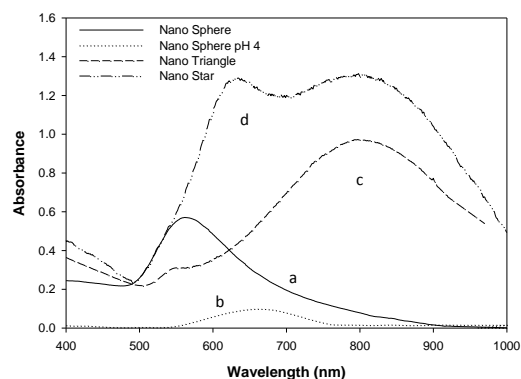 1.6
1.4
1.2
1.0
0.8
0.6
0.4
0.2
0.0
Absorbance
Nano Sphere
Nano Sphere pH 4
Nano Triangle
Nano Star
d
c
a
b
400 500 600 700 800 900 1000
Wavelength (nm)